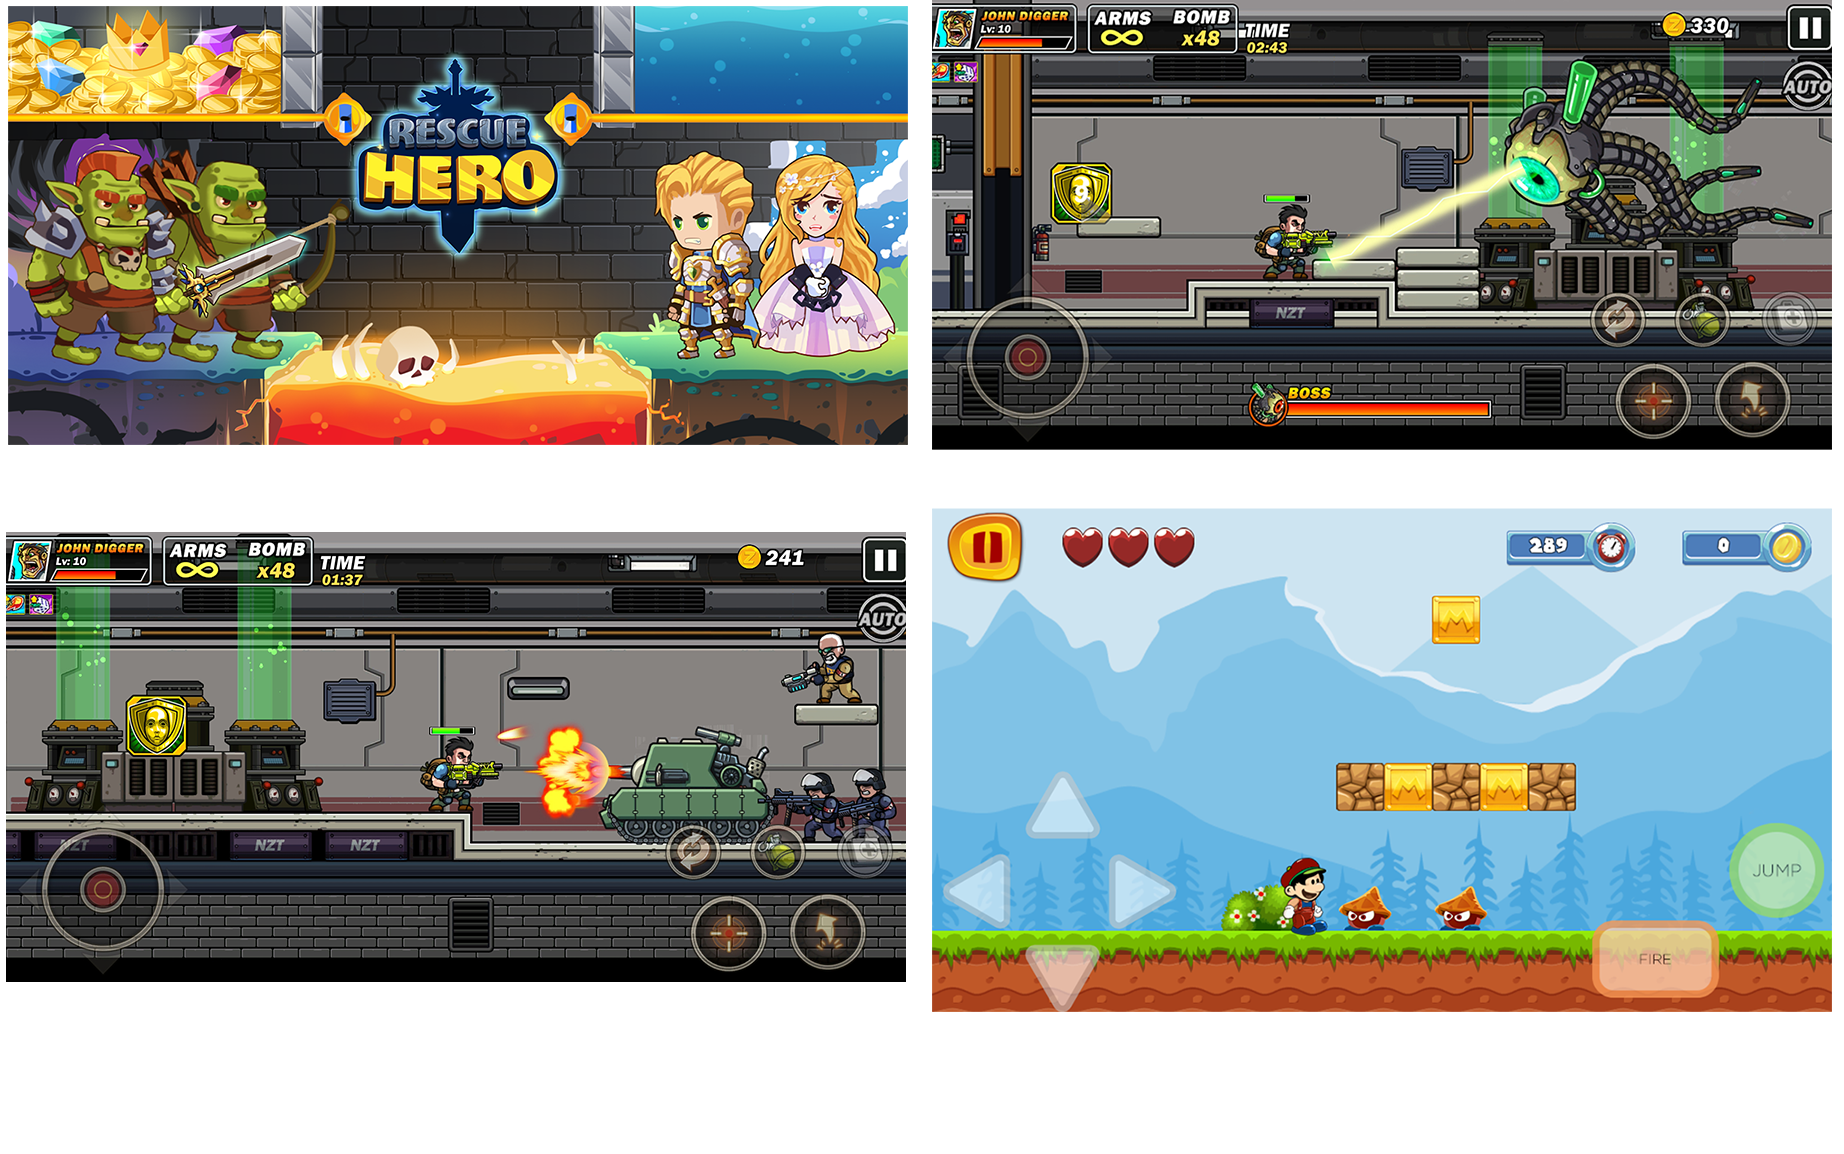 RESCUE
HERO
JOHN DIGGER
Lv: 10
ARMS
BOMB
x48
TIME
02:43
330
AUTO
NZT
BOSS
JOHN DIGGER
Lv: 10
ARMS
BOMB
x48
TIME
01:37
241
AUTO
NZT
NZT
NZT
289
0
M
M
M
JUMP
FIRE